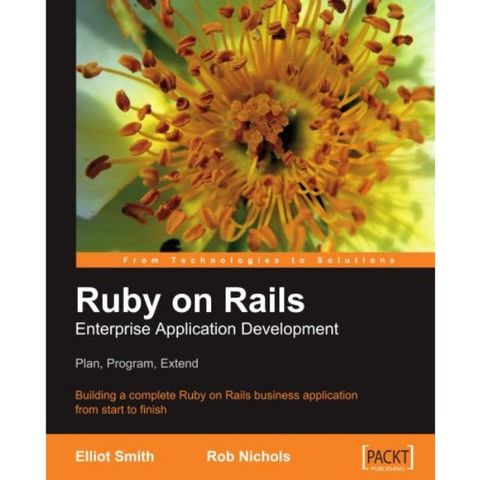 From Technologies to Solutions
Ruby on Rails
Enterprise Application Development
Plan, Program, Extend
Building a complete Ruby on Rails business application
from start to finish
Elliot Smith Rob Nichols
[PACKT]
PUBLISHING